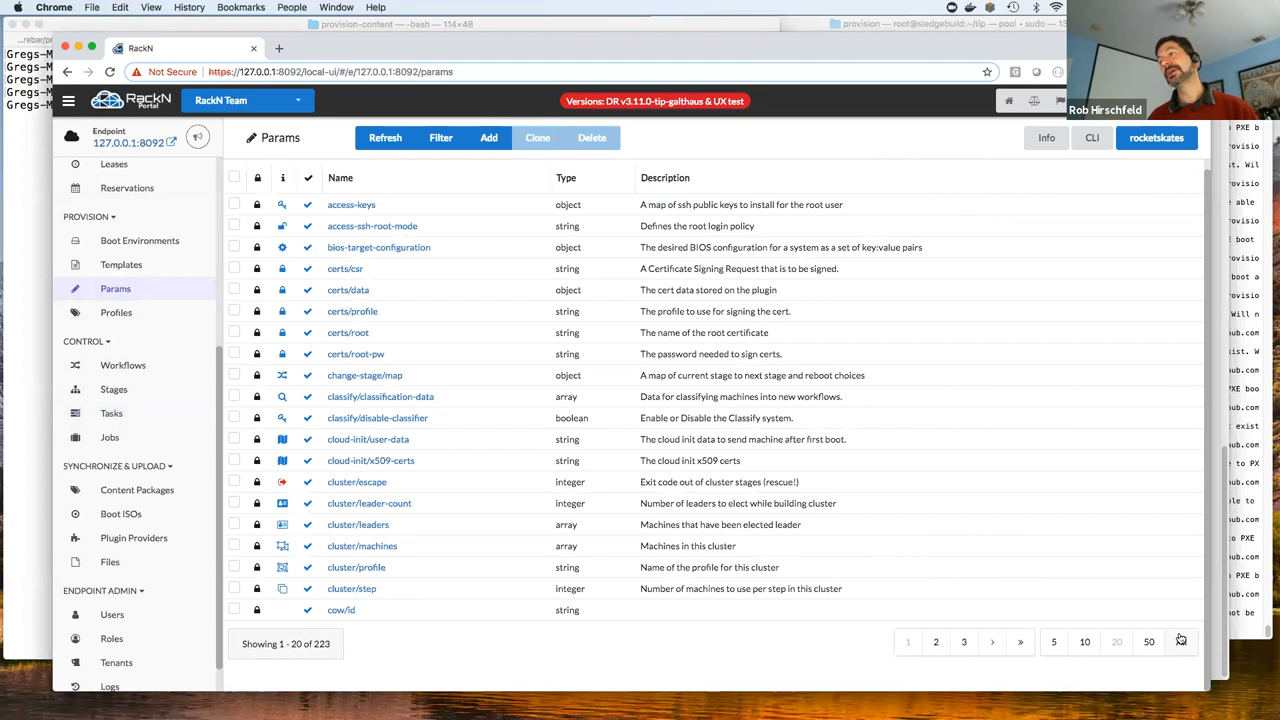 Chrome File Edit View History Bookmarks People Window Help
provision-content — -bash — 114×48
provision — root@sledgebuild: ~/tip — pool • sudo
...rebar/pr
Gregs-M
Gregs-M
Gregs-M
Gregs-M
Gregs-M
RackN
Not Secure https://127.0.0.1:8092/local-ui/#/e/127.0.0.1:8092/params
Rob Hirschfeld
RackN
Portal
RackN Team
Versions: DR v3.11.0-tip-galthaus & UX test
Endpoint
127.0.0.1:8092
Params
Refresh Filter Add Clone Delete
Info CLI rocketskates
Leases
Reservations
PROVISION
Boot Environments
Templates
Params
Profiles
CONTROL
Workflows
Stages
Tasks
Jobs
SYNCHRONIZE & UPLOAD
Content Packages
Boot ISOs
Plugin Providers
Files
ENDPOINT ADMIN
Users
Roles
Tenants
Logs
Name Type Description
access-keys object A map of ssh public keys to install for the root user
access-ssh-root-mode string Defines the root login policy
bios-target-configuration object The desired BIOS configuration for a system as a set of key:value pairs
certs/csr string A Certificate Signing Request that is to be signed.
certs/data object The cert data stored on the plugin
certs/profile string The profile to use for signing the cert.
certs/root string The name of the root certificate
certs/root-pw string The password needed to sign certs.
change-stage/map object A map of current stage to next stage and reboot choices
classify/classification-data array Data for classifying machines into new workflows.
classify/disable-classifier boolean Enable or Disable the Classify system.
cloud-init/user-data string The cloud init data to send machine after first boot.
cloud-init/x509-certs string The cloud init x509 certs
cluster/escape integer Exit code out of cluster stages (rescue!)
cluster/leader-count integer Number of leaders to elect while building cluster
cluster/leaders array Machines that have been elected leader
cluster/machines array Machines in this cluster
cluster/profile string Name of the profile for this cluster
cluster/step integer Number of machines to use per step in this cluster
cow/id string
Showing 1 - 20 of 223
1 2 3 › » 5 10 20 50